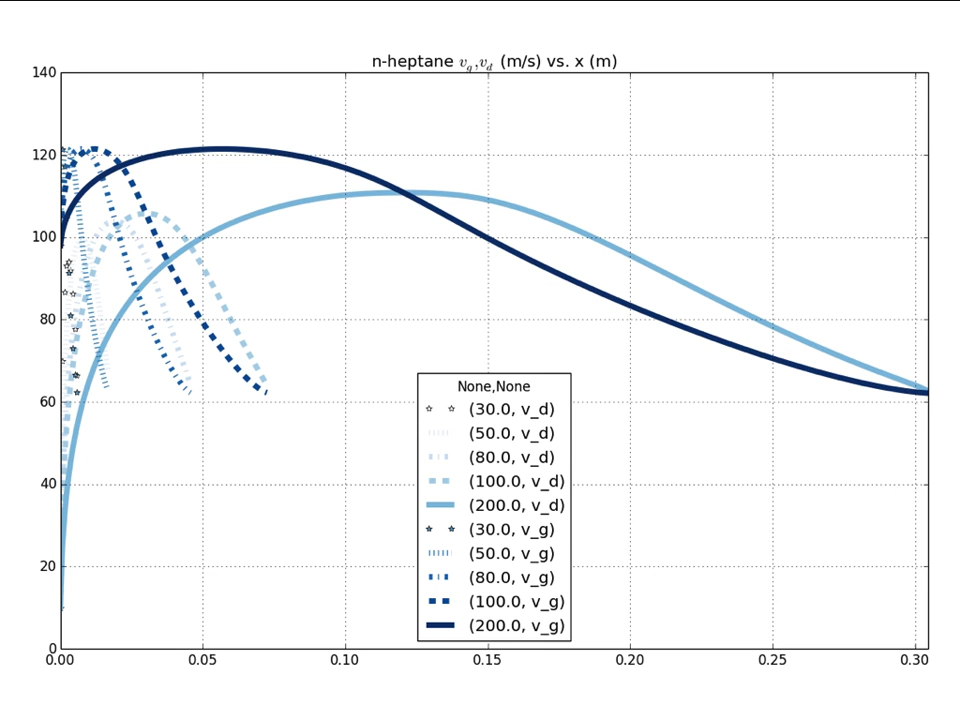 n-heptane v_g,v_d (m/s) vs. x (m)
140
120
100
80
60
40
20
0
0.00 0.05 0.10 0.15 0.20 0.25 0.30
None,None
(30.0, v_d)
(50.0, v_d)
(80.0, v_d)
(100.0, v_d)
(200.0, v_d)
(30.0, v_g)
(50.0, v_g)
(80.0, v_g)
(100.0, v_g)
(200.0, v_g)